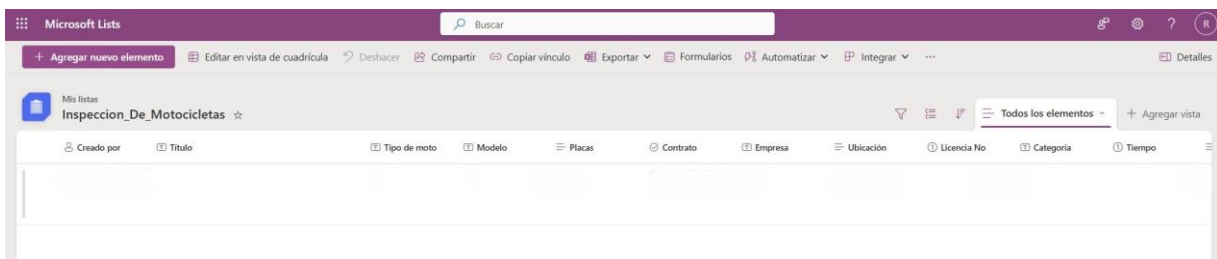 Microsoft Lists Buscar ? R
+ Agregar nuevo elemento Editar en vista de cuadrícula Deshacer Compartir Copiar vínculo Exportar Formularios Automatizar Integrar ... Detalles
Mis listas
Inspeccion_De_Motocicletas Todos los elementos + Agregar vista
Creado por Título Tipo de moto Modelo Placas Contrato Empresa Ubicación Licencia No Categoria Tiempo